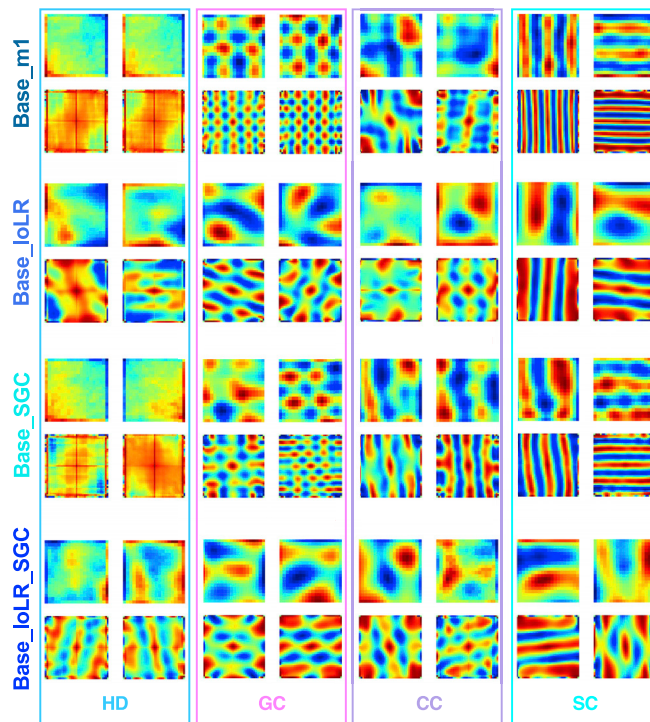 Base_m1
Base_loLR
Base_SGC
Base_loLR_SGC
HD GC CC SC